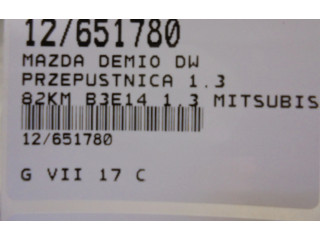 12/651780
MAZDA DEMIO DW
PRZEPUSTNICA 1.3
82KM B3E14 1.3 MITSUBIS
12/651780
G VII 17 C